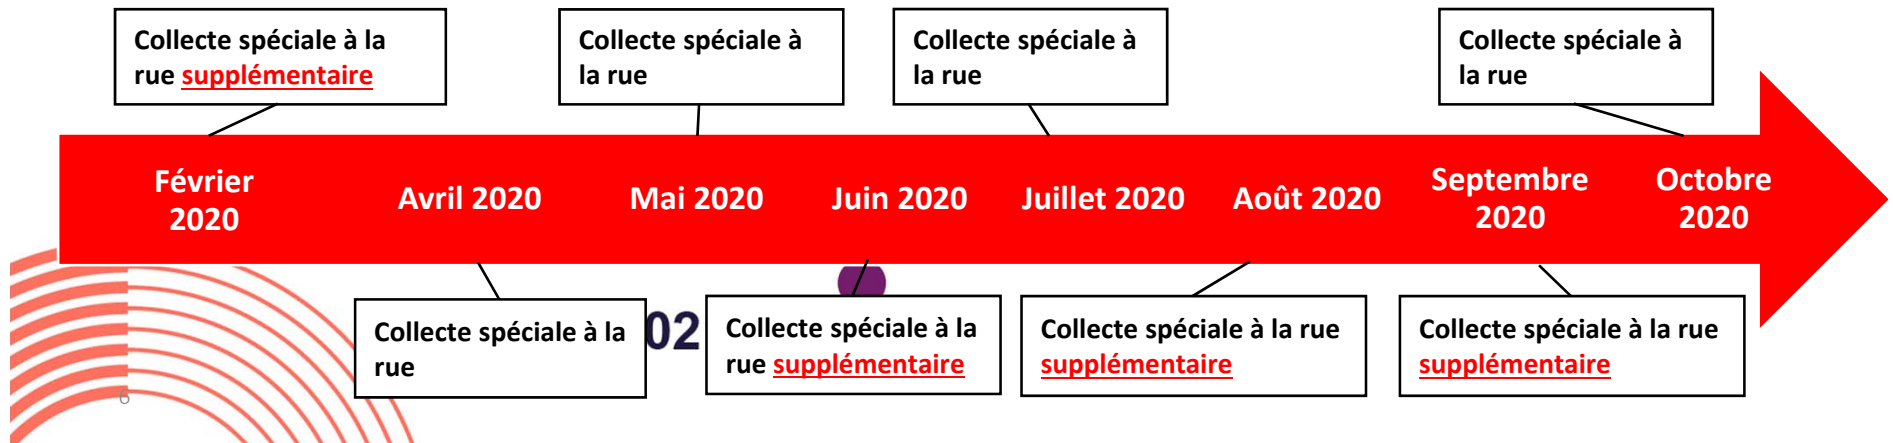 Collecte spéciale à la
rue supplémentaire
Collecte spéciale à
la rue
Collecte spéciale à
la rue
Collecte spéciale à
la rue
Février
2020
Avril 2020
Mai 2020
Juin 2020
Juillet 2020
Août 2020
Septembre
2020
Octobre
2020
Collecte spéciale à la
rue
02
Collecte spéciale à la
rue supplémentaire
Collecte spéciale à la rue
supplémentaire
Collecte spéciale à la rue
supplémentaire
6